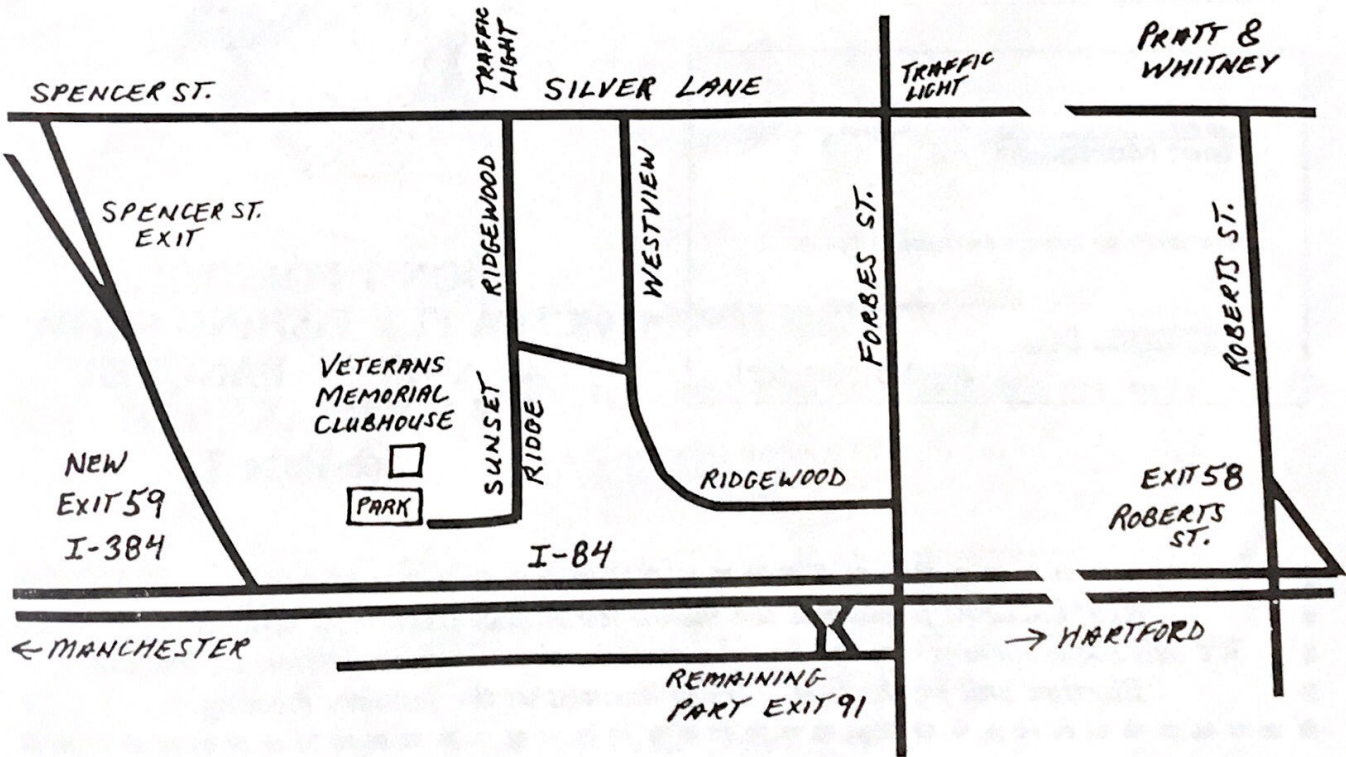 TRAFFIC
LIGHT
PRATT &
WHITNEY
SPENCER ST.
SILVER LANE
TRAFFIC
LIGHT
SPENCER ST.
EXIT
RIDGEWOOD
WESTVIEW
FORBES ST.
ROBERTS ST.
VETERANS
MEMORIAL
CLUBHOUSE
SUNSET
RIDGE
NEW
EXIT 59
I-384
PARK
RIDGEWOOD
EXIT 58
ROBERTS
ST.
I-84
← MANCHESTER
→ HARTFORD
REMAINING
PART EXIT 91